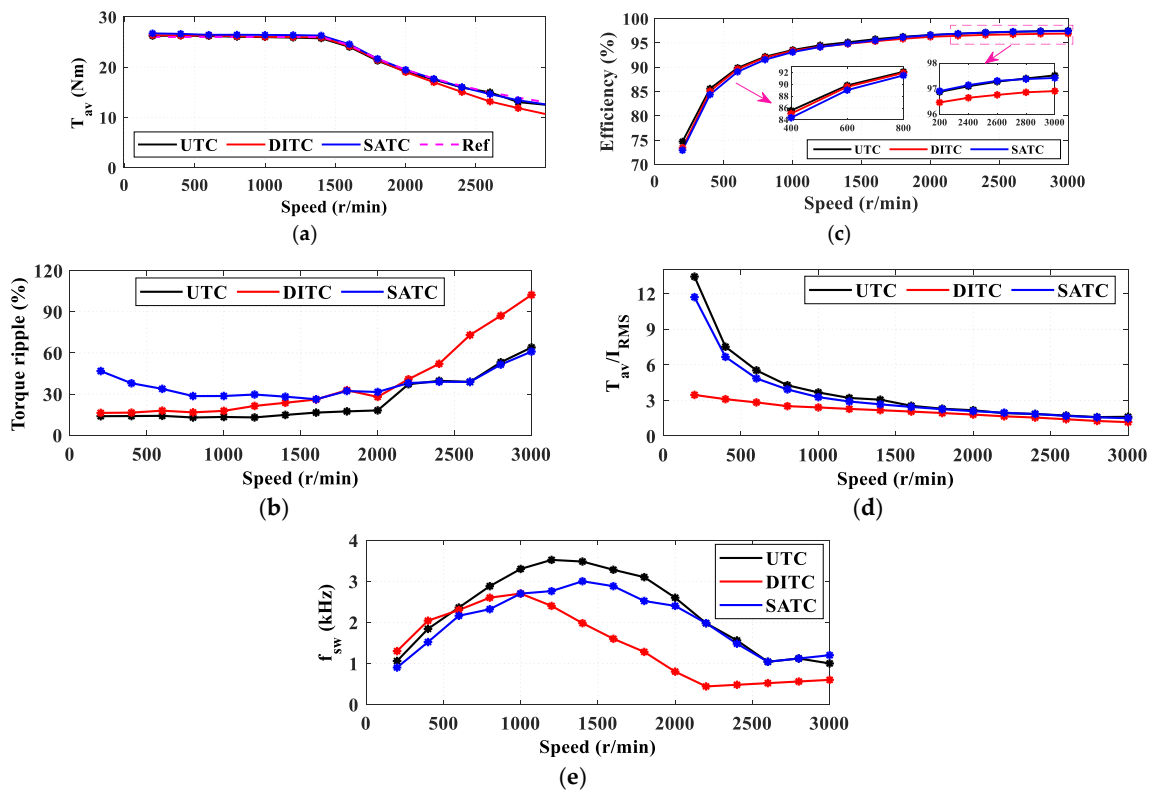 30
20
10
0
T_av (Nm)
UTC DITC SATC Ref
0 500 1000 1500 2000 2500
Speed (r/min)
(a)
100
95
90
85
80
75
70
Efficiency (%)
92
90
88
86
84
400 600 800
98
97
96
200 2400 2600 2800 3000
UTC DITC SATC
0 500 1000 1500 2000 2500 3000
Speed (r/min)
(c)
120
90
60
30
0
Torque ripple (%)
UTC DITC SATC
0 500 1000 1500 2000 2500 3000
Speed (r/min)
(b)
12
9
6
3
0
T_av/I_RMS
UTC DITC SATC
0 500 1000 1500 2000 2500 3000
Speed (r/min)
(d)
4
3
2
1
0
f_sw (kHz)
UTC
DITC
SATC
0 500 1000 1500 2000 2500 3000
Speed (r/min)
(e)